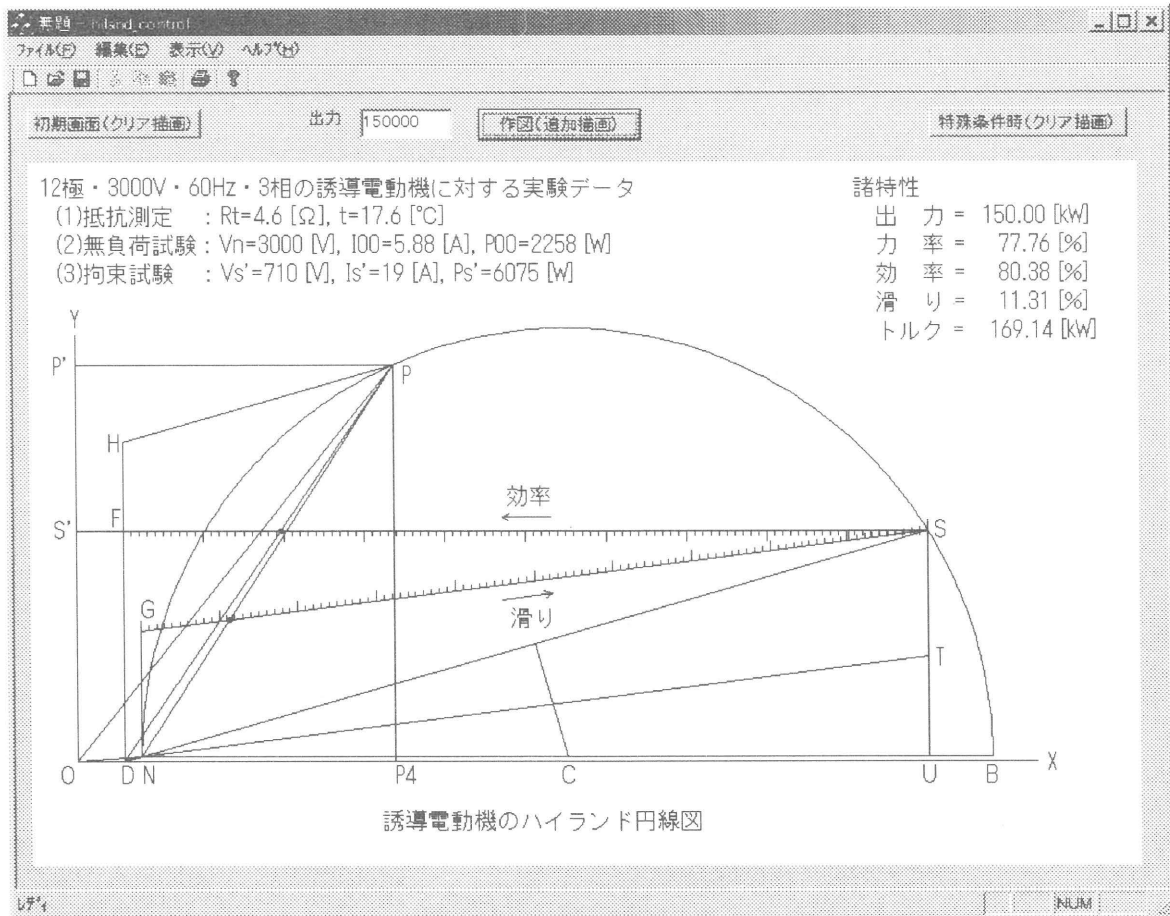 無題 - hiland_control
ファイル(F) 編集(E) 表示(V) ヘルプ(H)
初期画面(クリア描画) 出力 150000 作図(追加描画) 特殊条件時(クリア描画)
12極・3000V・60Hz・3相の誘導電動機に対する実験データ
(1)抵抗測定 : Rt=4.6 [Ω], t=17.6 [℃]
(2)無負荷試験 : Vn=3000 [V], I00=5.88 [A], P00=2258 [W]
(3)拘束試験 : Vs'=710 [V], Is'=19 [A], Ps'=6075 [W]
諸特性
出 力 = 150.00 [kW]
力 率 = 77.76 [%]
効 率 = 80.38 [%]
滑 り = 11.31 [%]
トルク = 169.14 [kW]
Y
P'
P
H
効率
S'
F
S
G
滑り
T
O
D
N
P4
C
U
B
X
誘導電動機のハイランド円線図
レディ
NUM